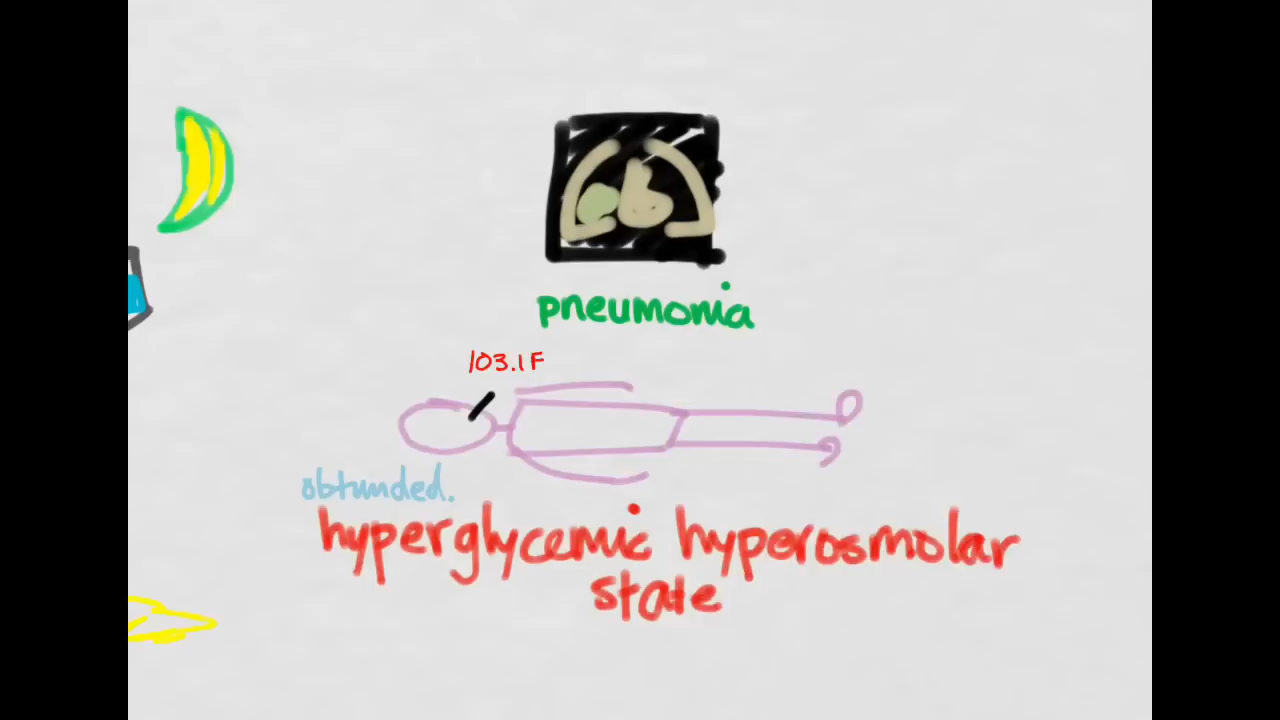 pneumonia
103.1F
obtunded.
hyperglycemic hyperosmolar
state